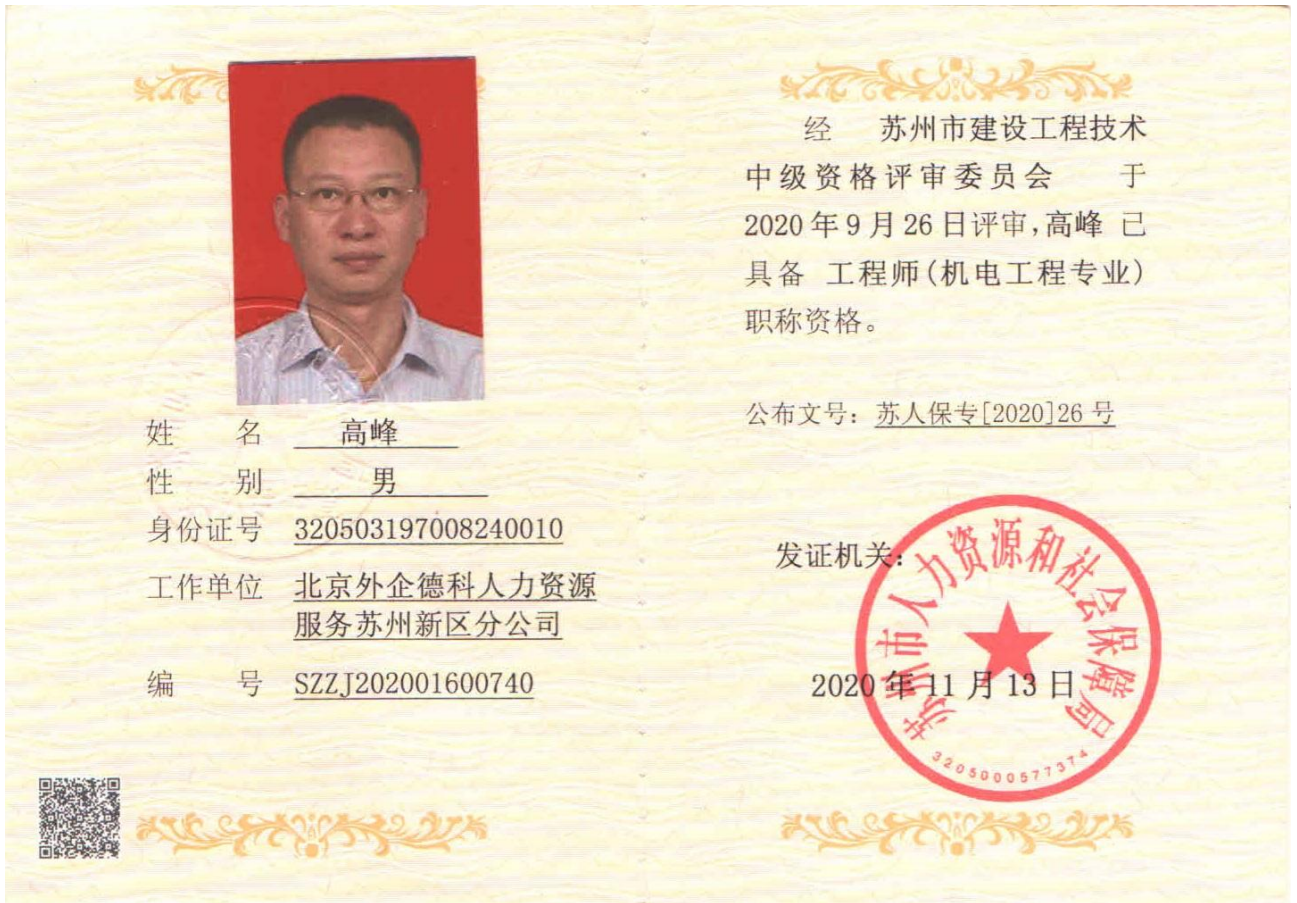 姓 名 高峰
性 别 男
身份证号 320503197008240010
工作单位 北京外企德科人力资源
服务苏州新区分公司
编 号 SZZJ202001600740
经 苏州市建设工程技术
中级资格评审委员会 于
2020年9月26日评审,高峰 已
具备 工程师(机电工程专业)
职称资格。
公布文号: 苏人保专[2020]26号
发证机关:
2020年11月13日
苏州市人力资源和社会保障局
3205000577374